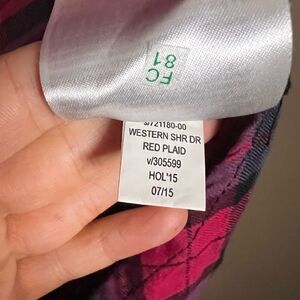 FC
81
s/721180-00
WESTERN SHR DR
RED PLAID
v/305599
HOL'15
07/15